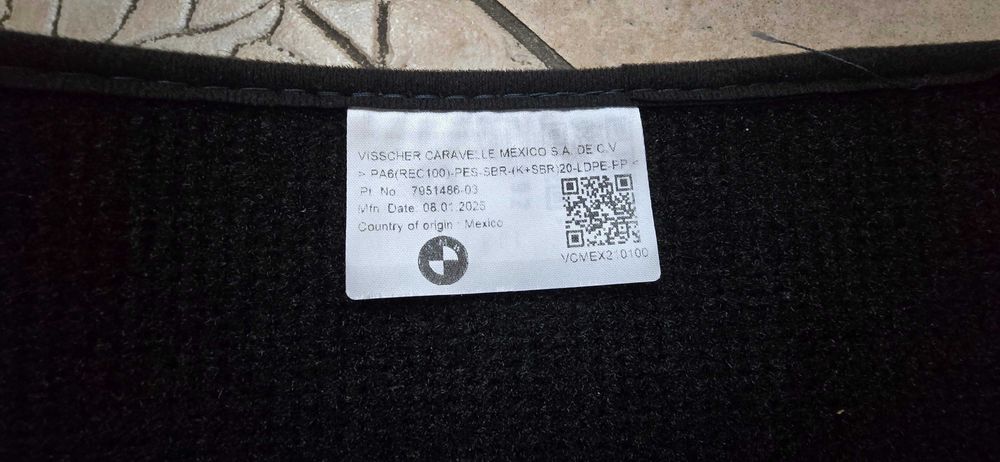 VISSCHER CARAVELLE MEXICO S.A. DE C.V
> PA6(REC100)-PES-SBR-(K+SBR)20-LDPE-PP <
Pt. No. : 7951486-03
Mfn. Date: 08.01.2025
Country of origin : Mexico
VCMEX210100